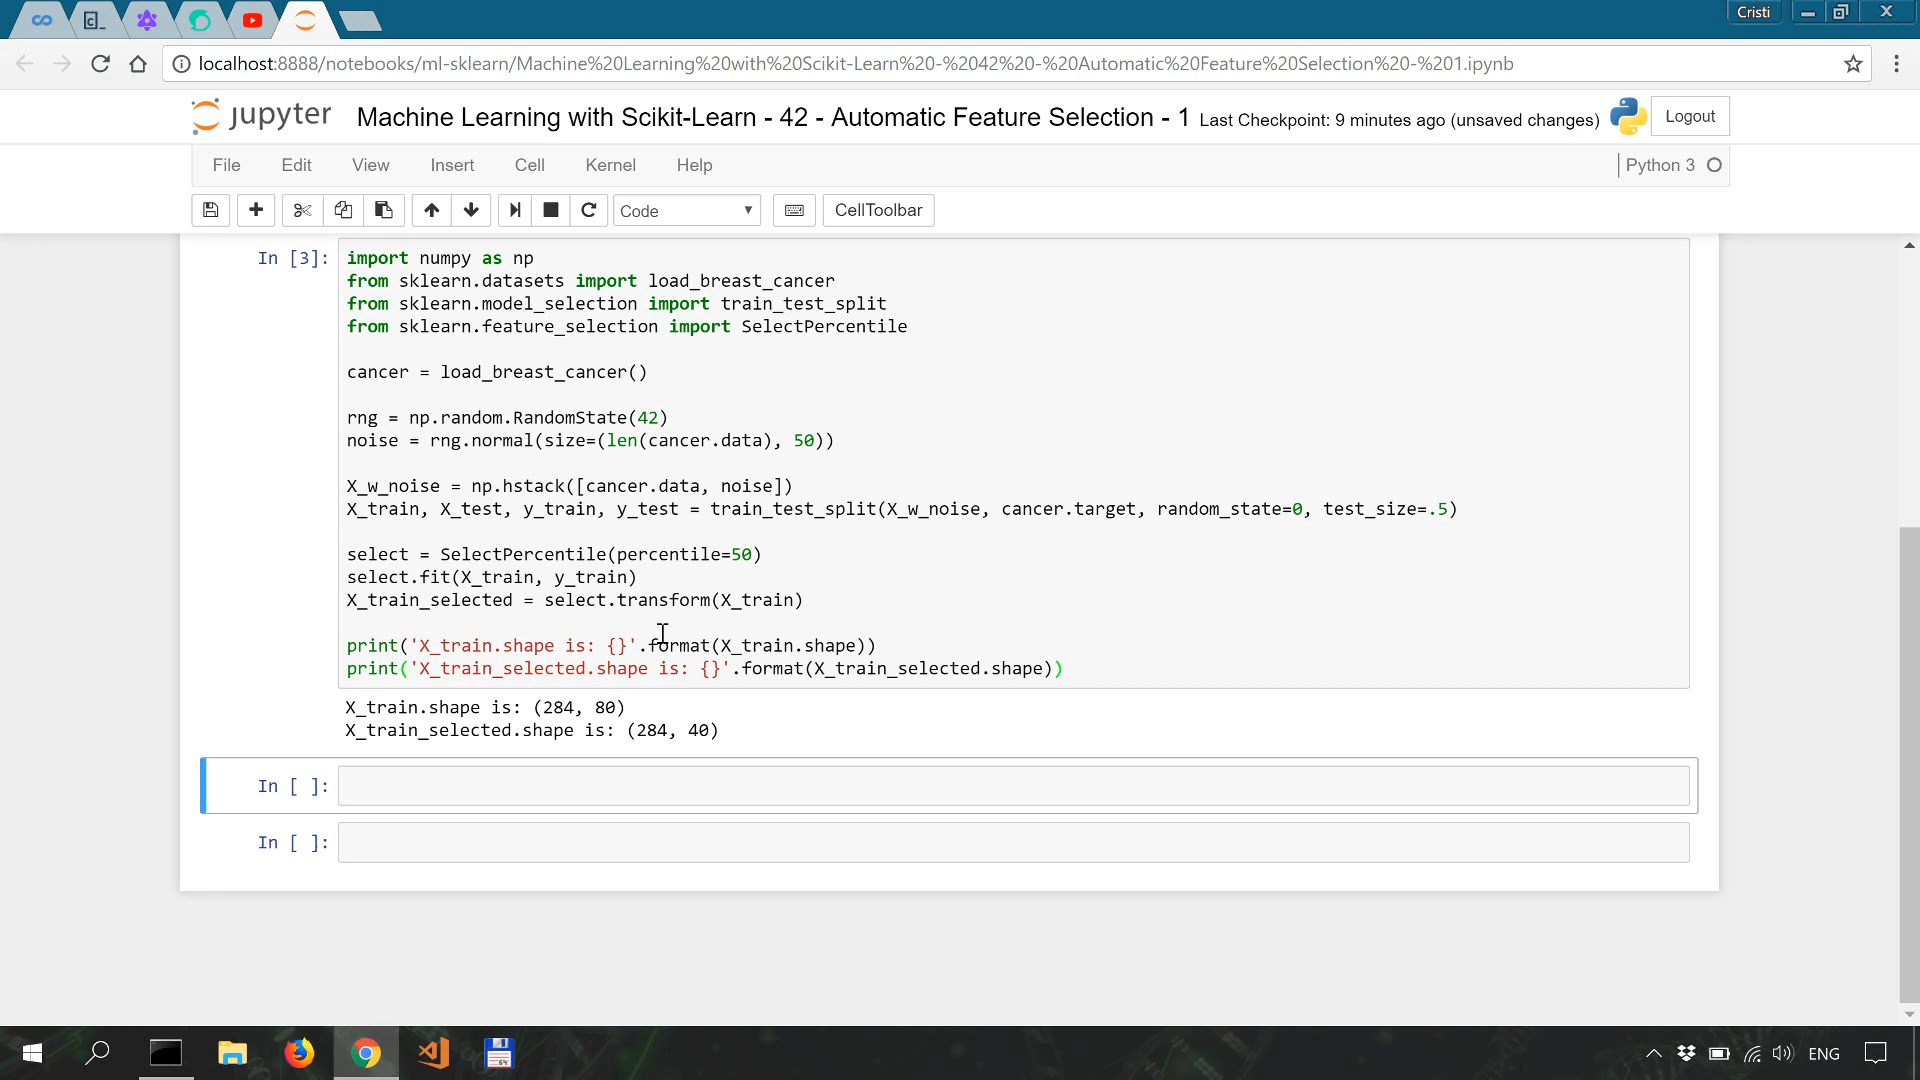 Cristi
localhost:8888/notebooks/ml-sklearn/Machine%20Learning%20with%20Scikit-Learn%20-%2042%20-%20Automatic%20Feature%20Selection%20-%201.ipynb
jupyter Machine Learning with Scikit-Learn - 42 - Automatic Feature Selection - 1 Last Checkpoint: 9 minutes ago (unsaved changes) Logout
File Edit View Insert Cell Kernel Help Python 3
Code CellToolbar
In [3]: import numpy as np
from sklearn.datasets import load_breast_cancer
from sklearn.model_selection import train_test_split
from sklearn.feature_selection import SelectPercentile
cancer = load_breast_cancer()
rng = np.random.RandomState(42)
noise = rng.normal(size=(len(cancer.data), 50))
X_w_noise = np.hstack([cancer.data, noise])
X_train, X_test, y_train, y_test = train_test_split(X_w_noise, cancer.target, random_state=0, test_size=.5)
select = SelectPercentile(percentile=50)
select.fit(X_train, y_train)
X_train_selected = select.transform(X_train)
print('X_train.shape is: {}'.format(X_train.shape))
print('X_train_selected.shape is: {}'.format(X_train_selected.shape))
X_train.shape is: (284, 80)
X_train_selected.shape is: (284, 40)
In [ ]:
In [ ]:
ENG